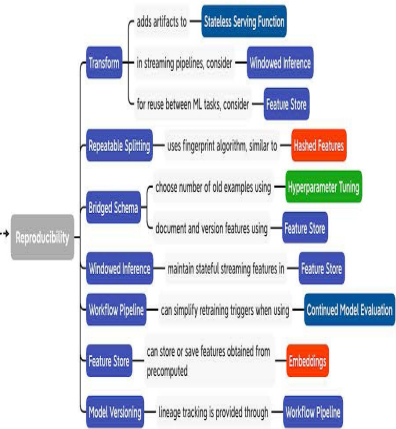 adds artifacts to
Stateless Serving Function
Transform
in streaming pipelines, consider
Windowed Inference
for reuse between ML tasks, consider
Feature Store
Repeatable Splitting
uses fingerprint algorithm, similar to
Hashed Features
choose number of old examples using
Hyperparameter Tuning
Bridged Schema
document and version features using
Feature Store
Reproducibility
Windowed Inference
maintain stateful streaming features in
Feature Store
Workflow Pipeline
can simplify retraining triggers when using
Continued Model Evaluation
Feature Store
can store or save features obtained from
precomputed
Embeddings
Model Versioning
lineage tracking is provided through
Workflow Pipeline